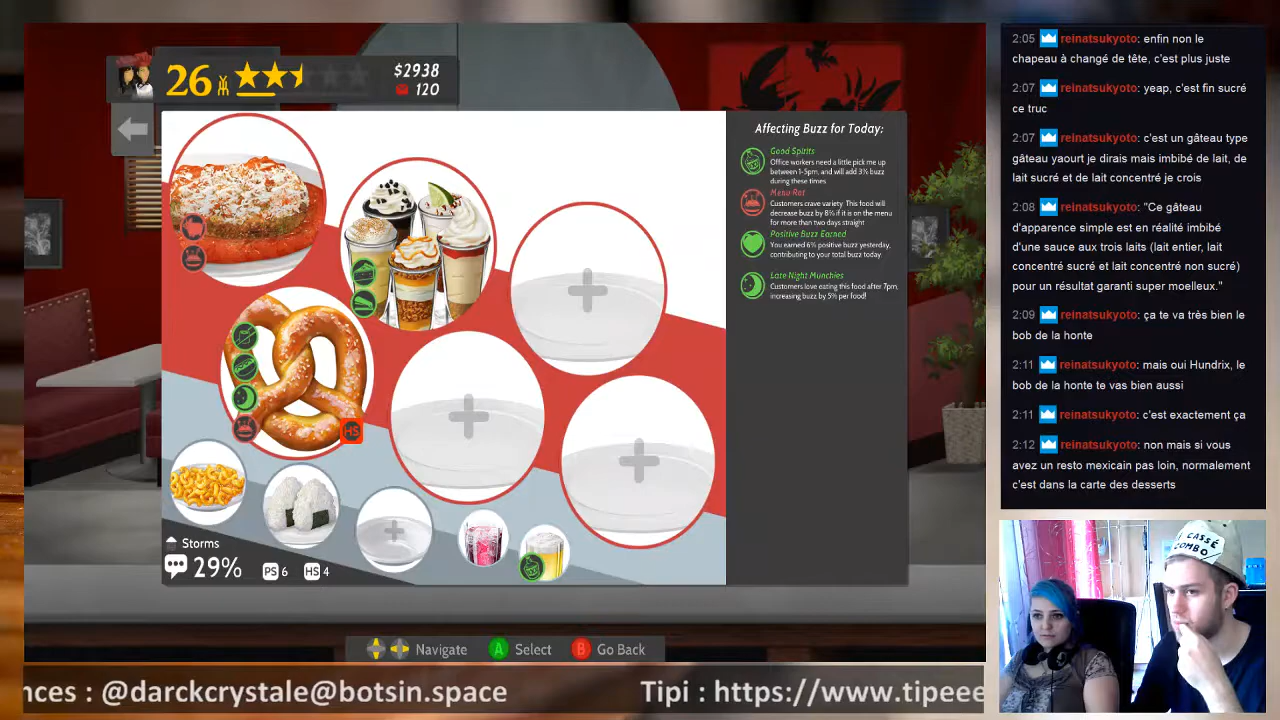 26
$2938
120
Affecting Buzz for Today:
Good Spirits
Office workers need a little pick me up
between 1-5pm, and will add 3% buzz
during these times
Menu Rot
Customers crave variety. This food will
decrease buzz by 8% if it is on the menu
for more than two days straight
Positive Buzz Earned
You earned 6% positive buzz yesterday,
contributing to your total buzz today
Late Night Munchies
Customers love eating this food after 7pm,
increasing buzz by 5% per food!
HS
Storms
29% PS 6 HS 4
Navigate A Select B Go Back
nces : @darckcrystale@botsin.space Tipi : https://www.tipeee
2:05 reinatsukyoto: enfin non le
chapeau à changé de tête, c'est plus juste
2:07 reinatsukyoto: yeap, c'est fin sucré
ce truc
2:07 reinatsukyoto: c'est un gâteau type
gâteau yaourt je dirais mais imbibé de lait, de
lait sucré et de lait concentré je crois
2:08 reinatsukyoto: "Ce gâteau
d'apparence simple est en réalité imbibé
d'une sauce aux trois laits (lait entier, lait
concentré sucré et lait concentré non sucré)
pour un résultat garanti super moelleux."
2:09 reinatsukyoto: ça te va très bien le
bob de la honte
2:11 reinatsukyoto: mais oui Hundrix, le
bob de la honte te vas bien aussi
2:11 reinatsukyoto: c'est exactement ça
2:12 reinatsukyoto: non mais si vous
avez un resto mexicain pas loin, normalement
c'est dans la carte des desserts
CASSÉ
COMBO